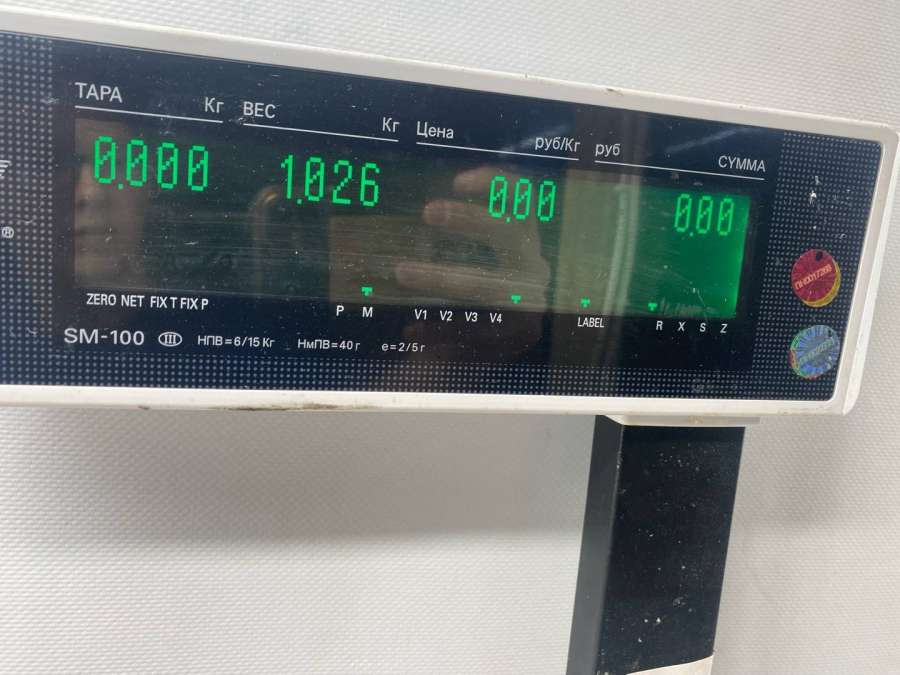 ТАРА Кг ВЕС Кг Цена руб/Кг руб СУММА
0.000 1.026 0.00 0.00
ZERO NET FIX T FIX P P M V1 V2 V3 V4 LABEL R X S Z
SM-100 III НПВ=6/15 Кг НмПВ=40 г e=2/5 г
®